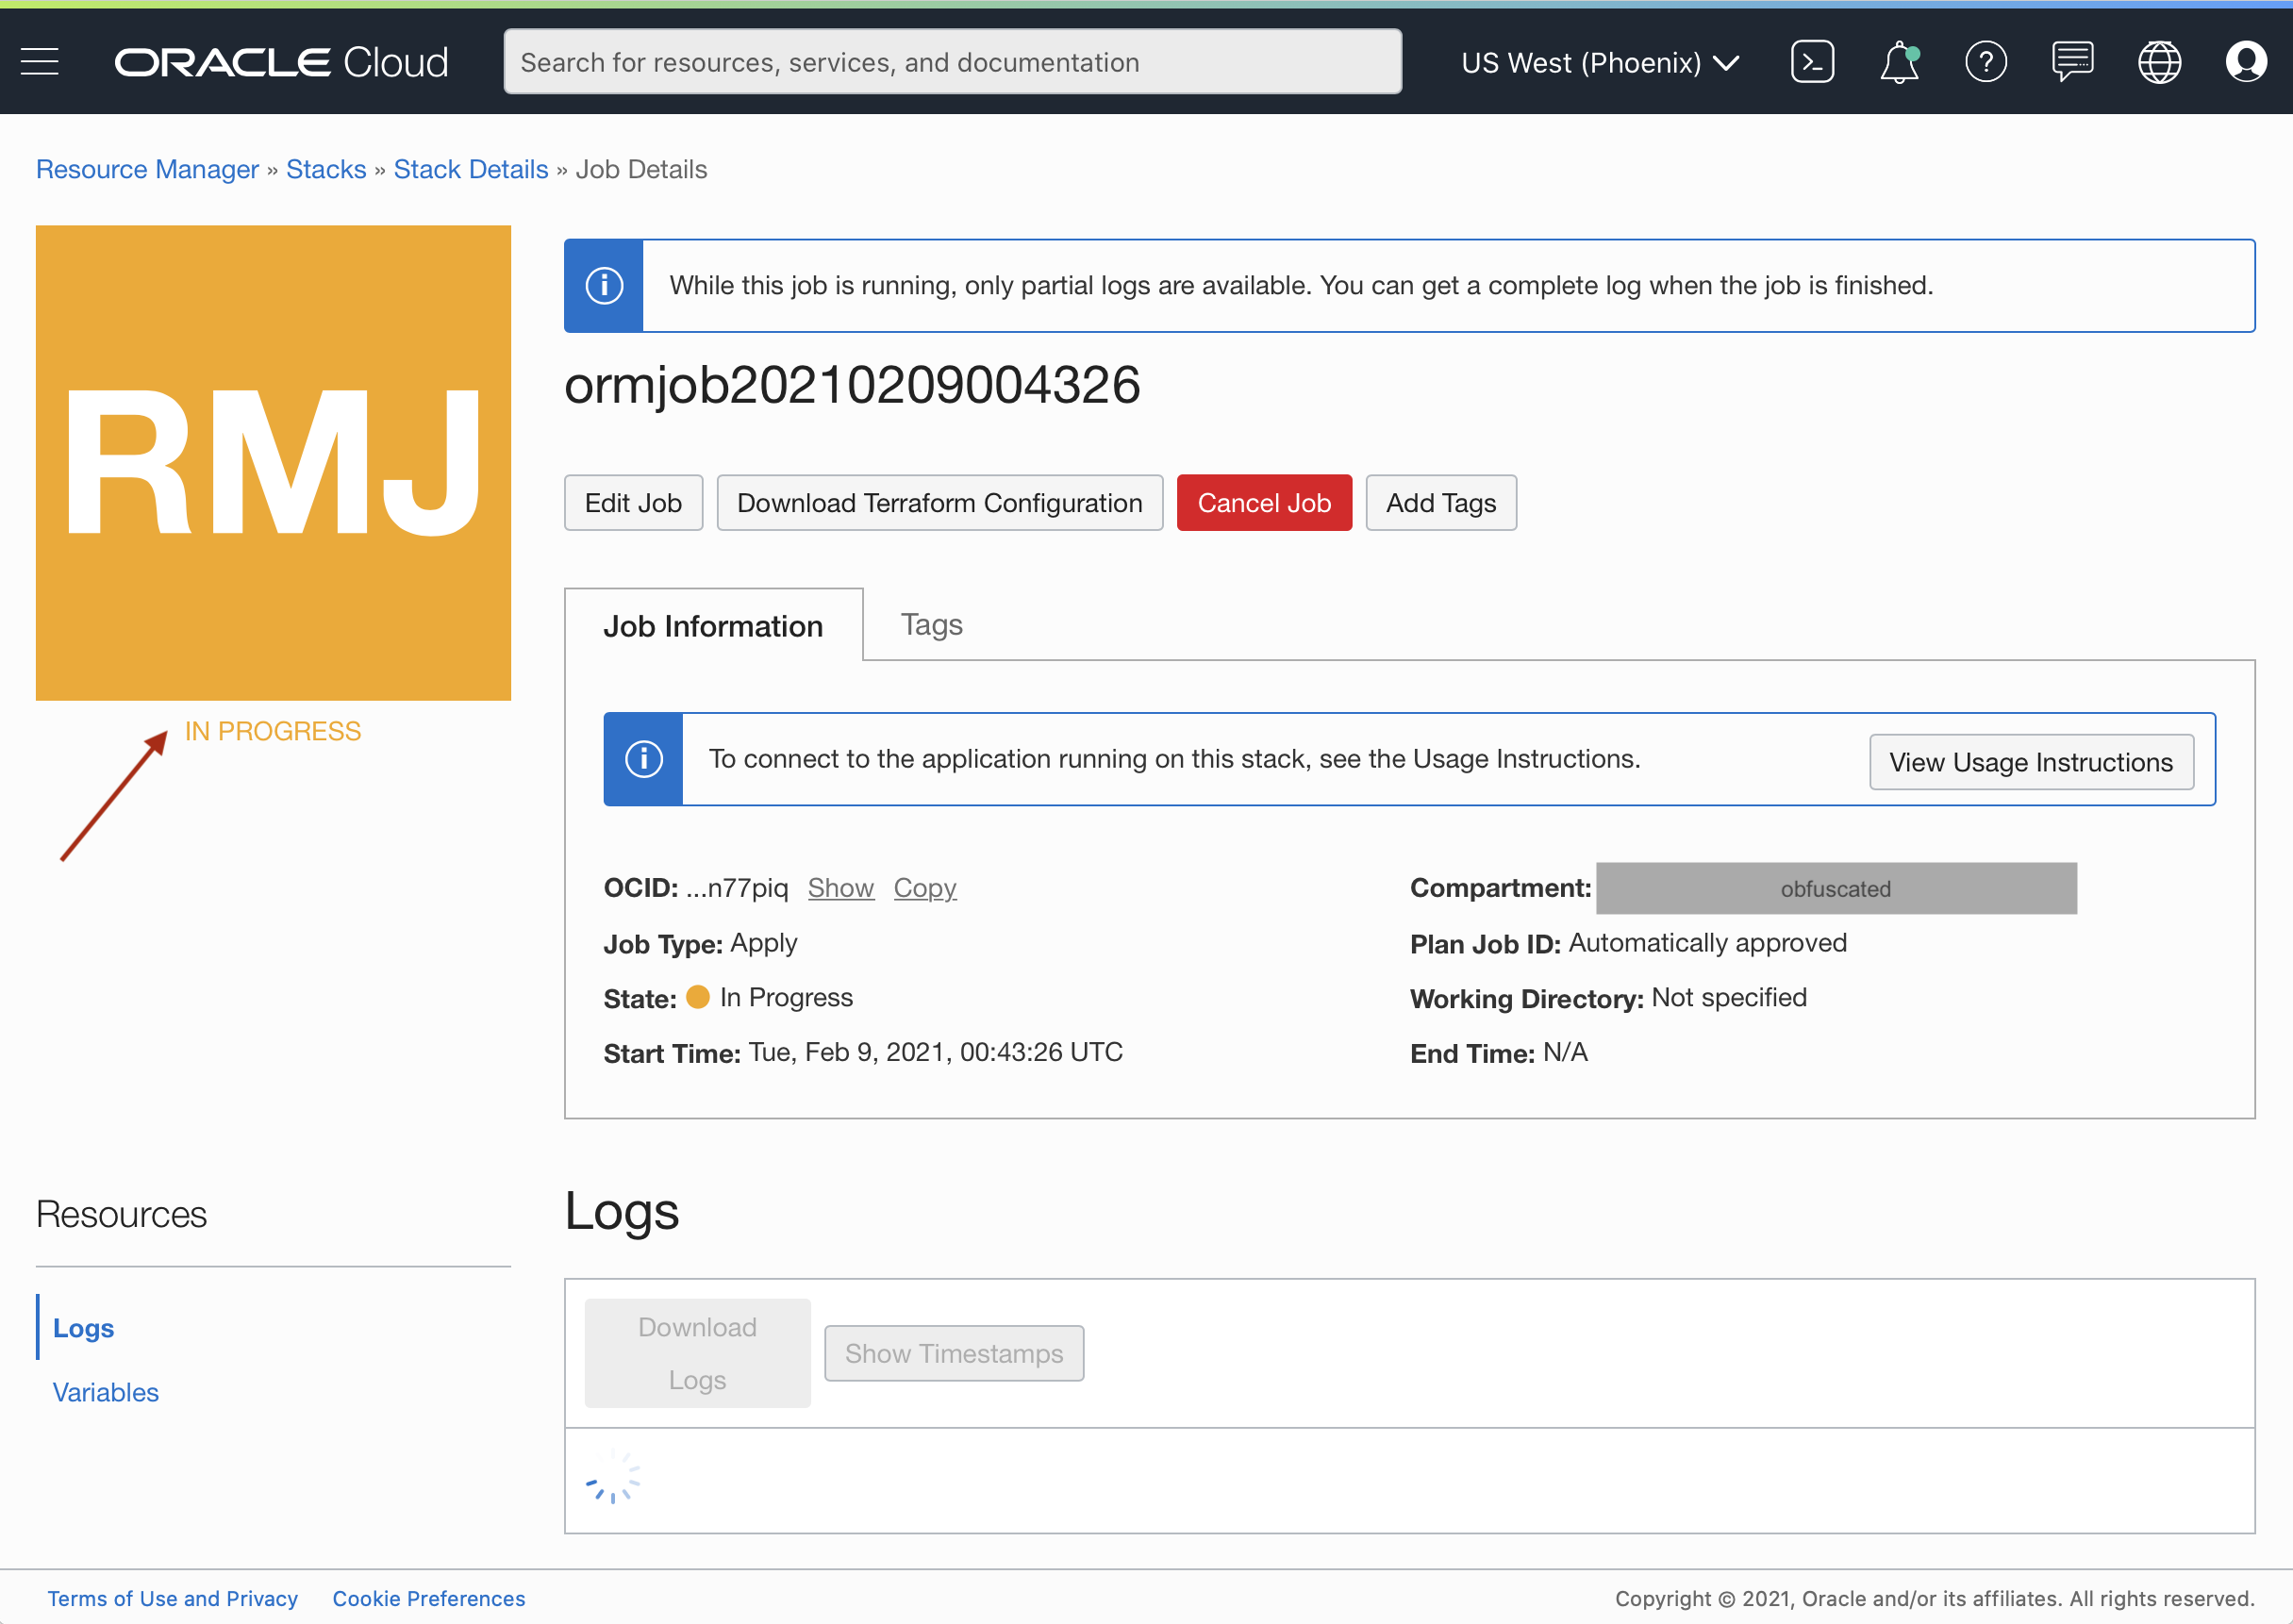 ORACLE Cloud
Search for resources, services, and documentation
US West (Phoenix)
Resource Manager » Stacks » Stack Details » Job Details
RMJ
IN PROGRESS
While this job is running, only partial logs are available. You can get a complete log when the job is finished.
ormjob20210209004326
Edit Job
Download Terraform Configuration
Cancel Job
Add Tags
Job Information
Tags
To connect to the application running on this stack, see the Usage Instructions.
View Usage Instructions
OCID: ...n77piq Show Copy
Job Type: Apply
State: In Progress
Start Time: Tue, Feb 9, 2021, 00:43:26 UTC
Compartment: obfuscated
Plan Job ID: Automatically approved
Working Directory: Not specified
End Time: N/A
Resources
Logs
Variables
Logs
Download
Logs
Show Timestamps
Terms of Use and Privacy
Cookie Preferences
Copyright © 2021, Oracle and/or its affiliates. All rights reserved.